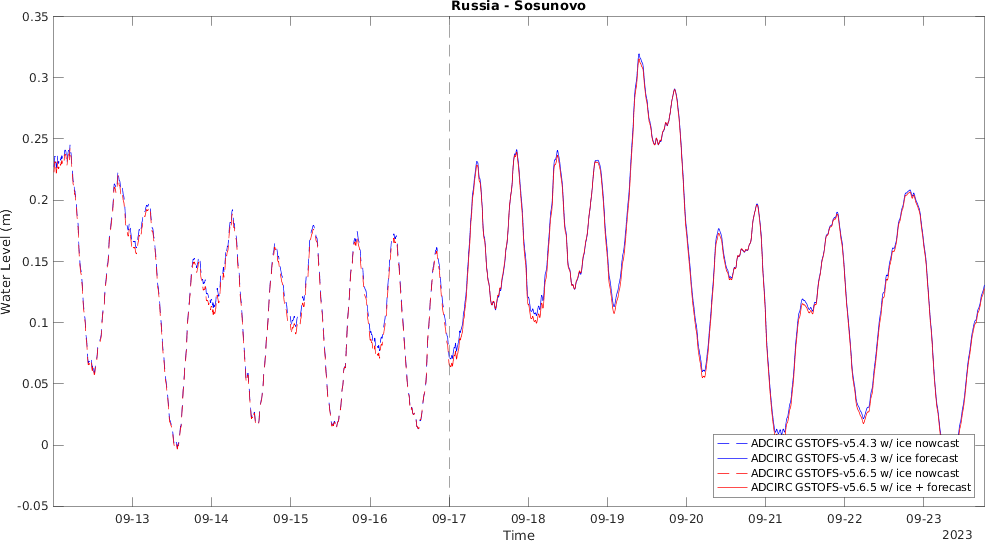 Russia - Sosunovo
0.35
0.3
0.25
0.2
0.15
0.1
0.05
0
-0.05
Water Level (m)
ADCIRC GSTOFS-v5.4.3 w/ ice nowcast
ADCIRC GSTOFS-v5.4.3 w/ ice forecast
ADCIRC GSTOFS-v5.6.5 w/ ice nowcast
ADCIRC GSTOFS-v5.6.5 w/ ice + forecast
09-13 09-14 09-15 09-16 09-17 09-18 09-19 09-20 09-21 09-22 09-23
Time
2023